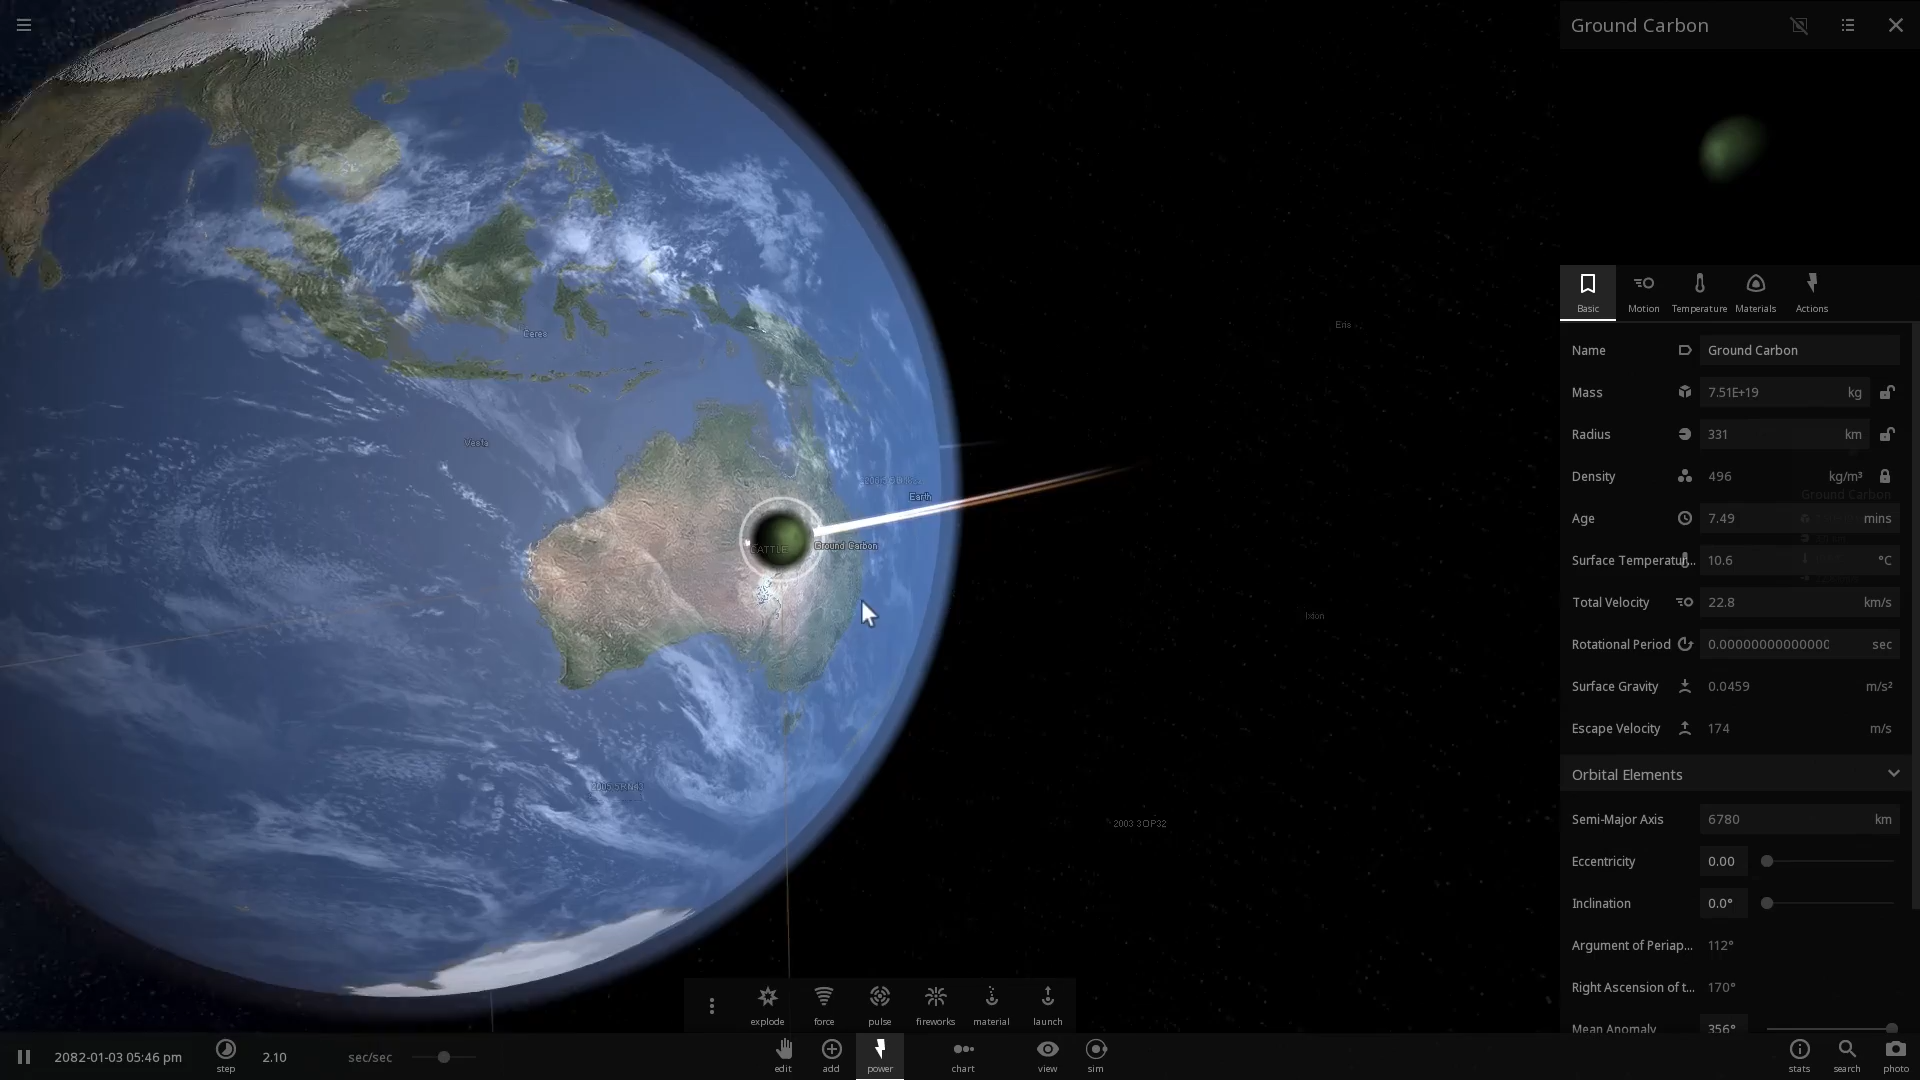 Ground Carbon
Basic
Motion
Temperature
Materials
Actions
Name
Ground Carbon
Mass
7.51E+19
kg
Radius
331
km
Density
496
kg/m³
Ground Carbon
Age
7.49
mins
Surface Temperatur...
10.6
°C
Total Velocity
22.8
km/s
Rotational Period
0.00000000000000
sec
Surface Gravity
0.0459
m/s²
Escape Velocity
174
m/s
Orbital Elements
Semi-Major Axis
6780
km
Eccentricity
0.00
Inclination
0.0°
Argument of Periap...
112°
Right Ascension of t...
170°
Mean Anomaly
356°
Ceres
Vesta
Eris
Earth
CATTLE
Ground Carbon
Ixion
explode
force
pulse
fireworks
material
launch
2082-01-03 05:46 pm
step
2.10
sec/sec
edit
add
power
chart
view
sim
stats
search
photo